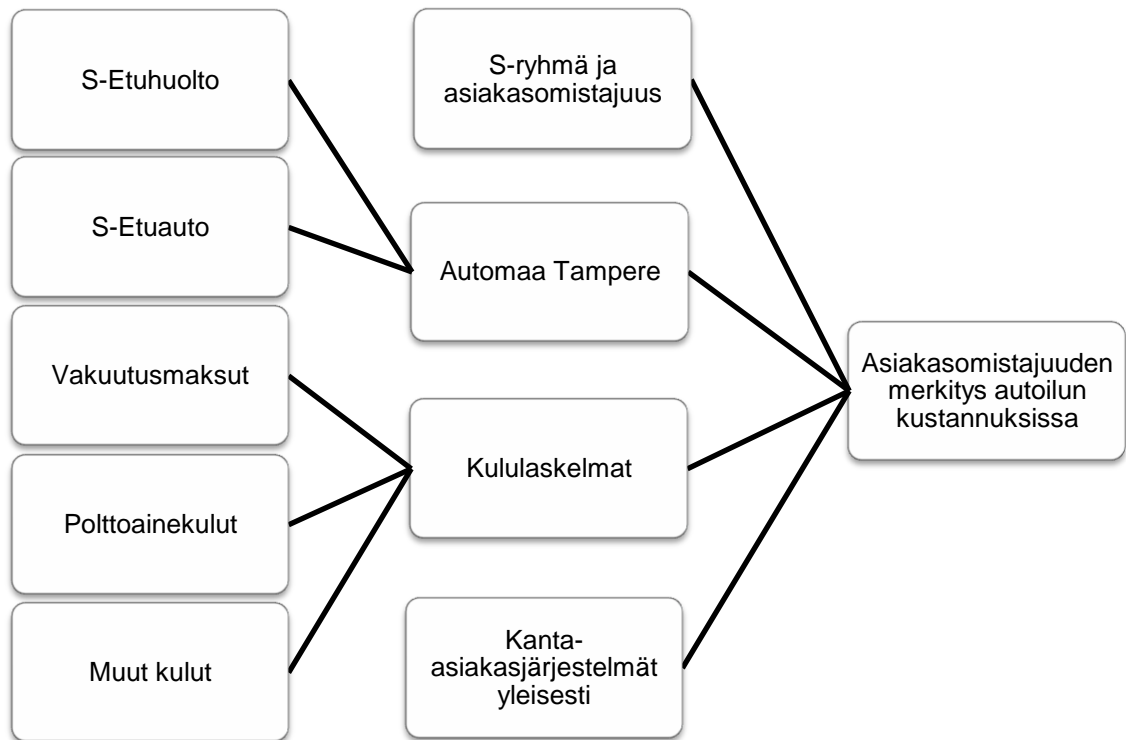 S-Etuhuolto
S-Etuauto
Vakuutusmaksut
Polttoainekulut
Muut kulut
S-ryhmä ja
asiakasomistajuus
Automaa Tampere
Kululaskelmat
Kanta-
asiakasjärjestelmät
yleisesti
Asiakasomistajuuden
merkitys autoilun
kustannuksissa